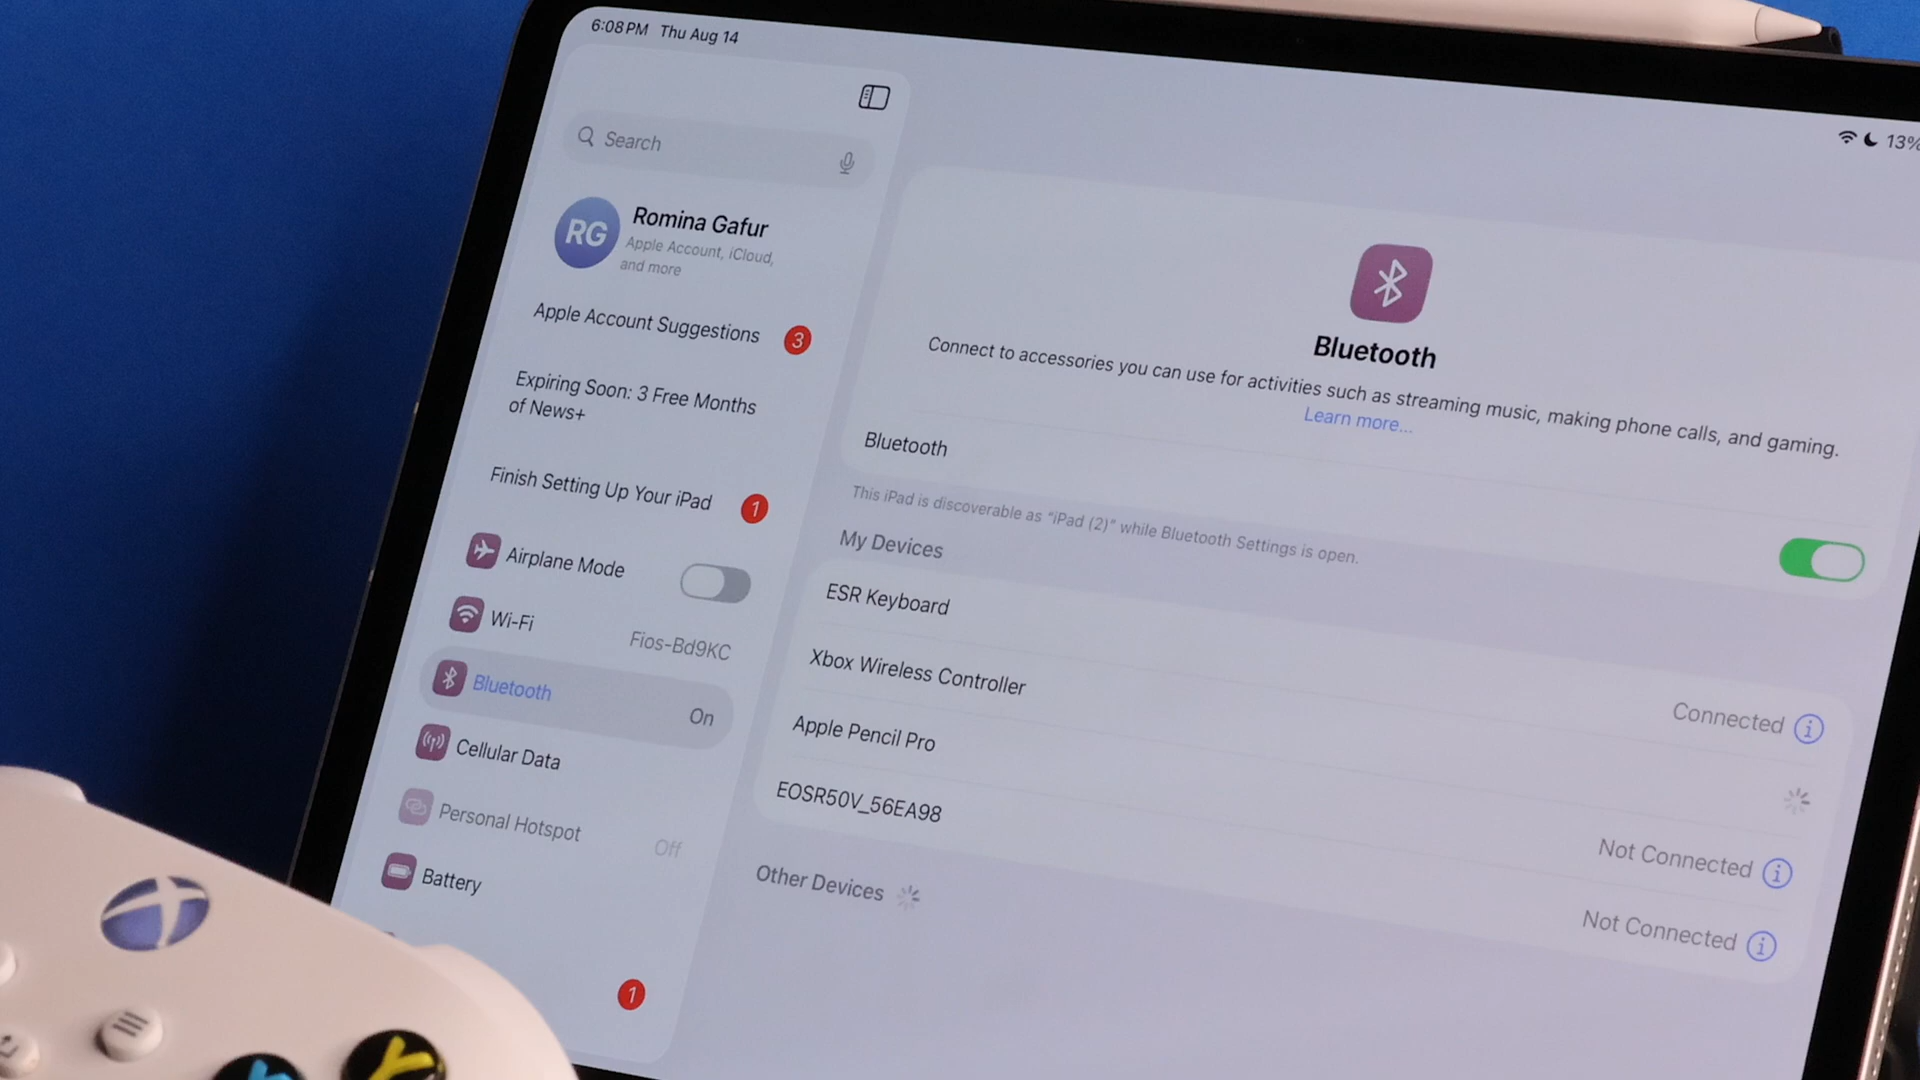 6:08 PM Thu Aug 14
13%
Search
RG
Romina Gafur
Apple Account, iCloud,
and more
Apple Account Suggestions 3
Expiring Soon: 3 Free Months
of News+
Finish Setting Up Your iPad 1
Airplane Mode
Wi-Fi Fios-Bd9KC
Bluetooth On
Cellular Data
Personal Hotspot Off
Battery
1
Bluetooth
Connect to accessories you can use for activities such as streaming music, making phone calls, and gaming.
Learn more...
Bluetooth
This iPad is discoverable as “iPad (2)” while Bluetooth Settings is open.
My Devices
ESR Keyboard Connected
Xbox Wireless Controller
Apple Pencil Pro Not Connected
EOSR50V_56EA98 Not Connected
Other Devices
Y